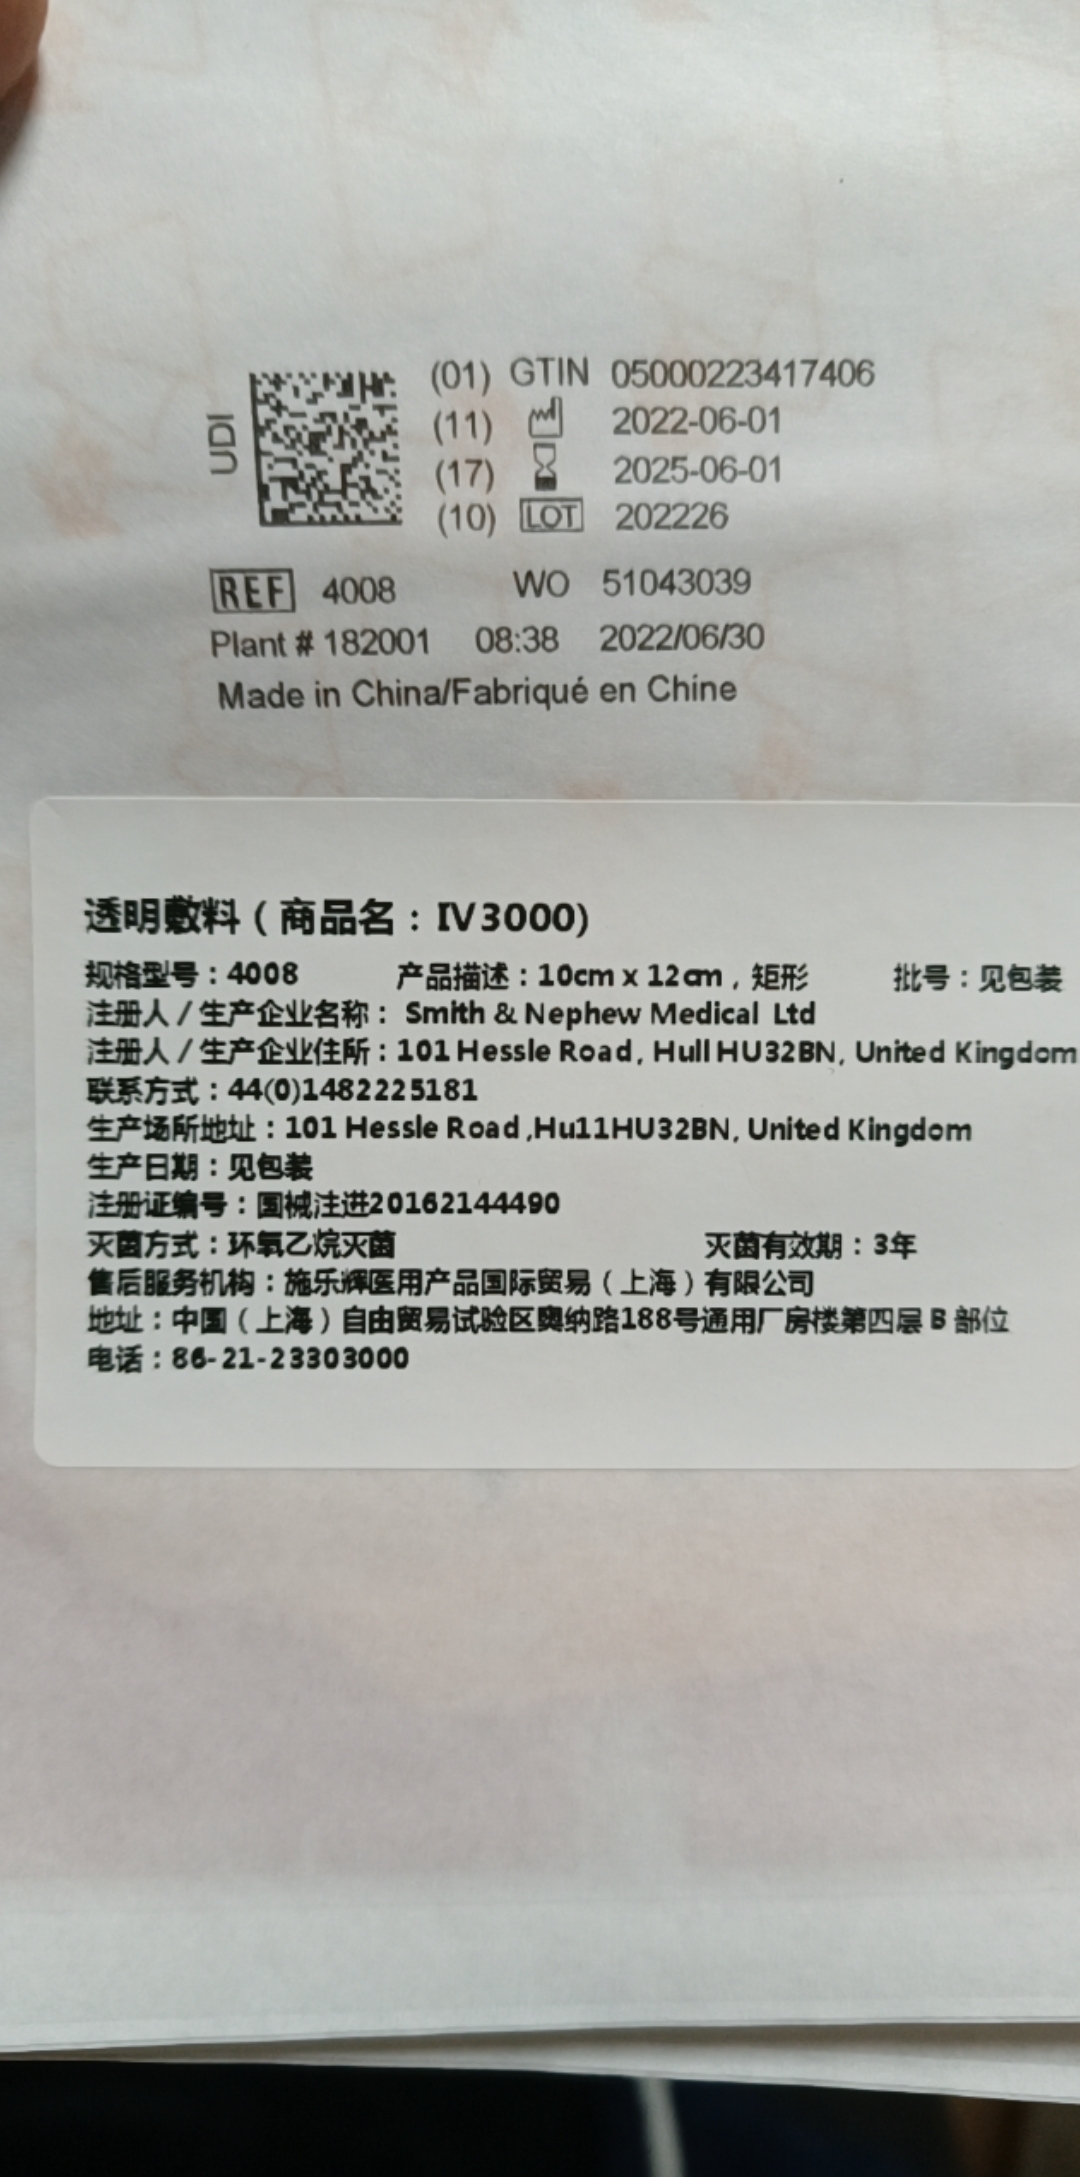 UDI
(01) GTIN 05000223417406
(11) 2022-06-01
(17) 2025-06-01
(10) LOT 202226
REF 4008 WO 51043039
Plant # 182001 08:38 2022/06/30
Made in China/Fabriqué en Chine
透明敷料（商品名：IV3000)
规格型号：4008 产品描述：10cm x 12cm，矩形 批号：见包装
注册人 / 生产企业名称： Smith & Nephew Medical Ltd
注册人 / 生产企业住所：101 Hessle Road, Hull HU32BN, United Kingdom
联系方式：44(0)1482225181
生产场所地址：101 Hessle Road ,Hu11HU32BN, United Kingdom
生产日期：见包装
注册证编号：国械注进20162144490
灭菌方式：环氧乙烷灭菌 灭菌有效期：3年
售后服务机构：施乐辉医用产品国际贸易（上海）有限公司
地址：中国（上海）自由贸易试验区奥纳路188号通用厂房楼第四层 B 部位
电话：86-21-23303000